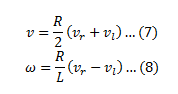 v = R/2 (v_r + v_l) … (7)
ω = R/L (v_r − v_l) … (8)